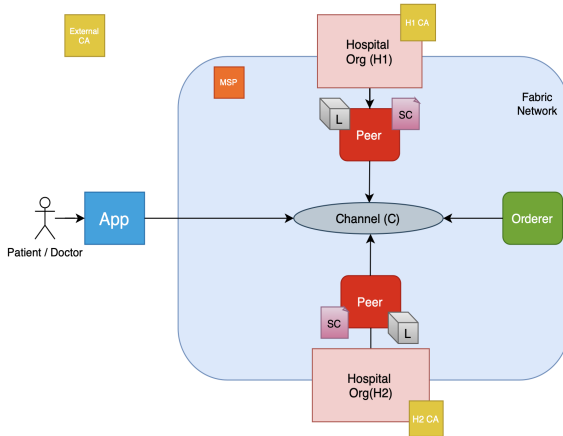 External
CA
H1 CA
Hospital
Org (H1)
MSP
Fabric
Network
L
SC
Peer
App
Channel (C)
Orderer
Patient / Doctor
Peer
SC
L
Hospital
Org(H2)
H2 CA